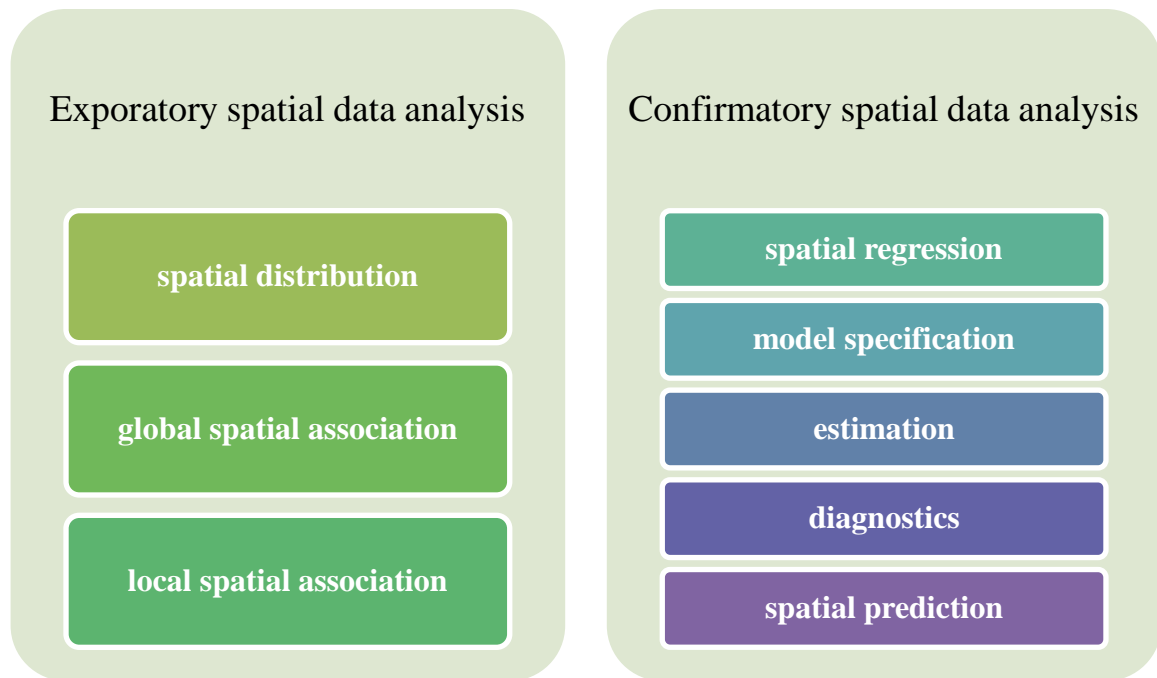 Exporatory spatial data analysis
spatial distribution
global spatial association
local spatial association
Confirmatory spatial data analysis
spatial regression
model specification
estimation
diagnostics
spatial prediction